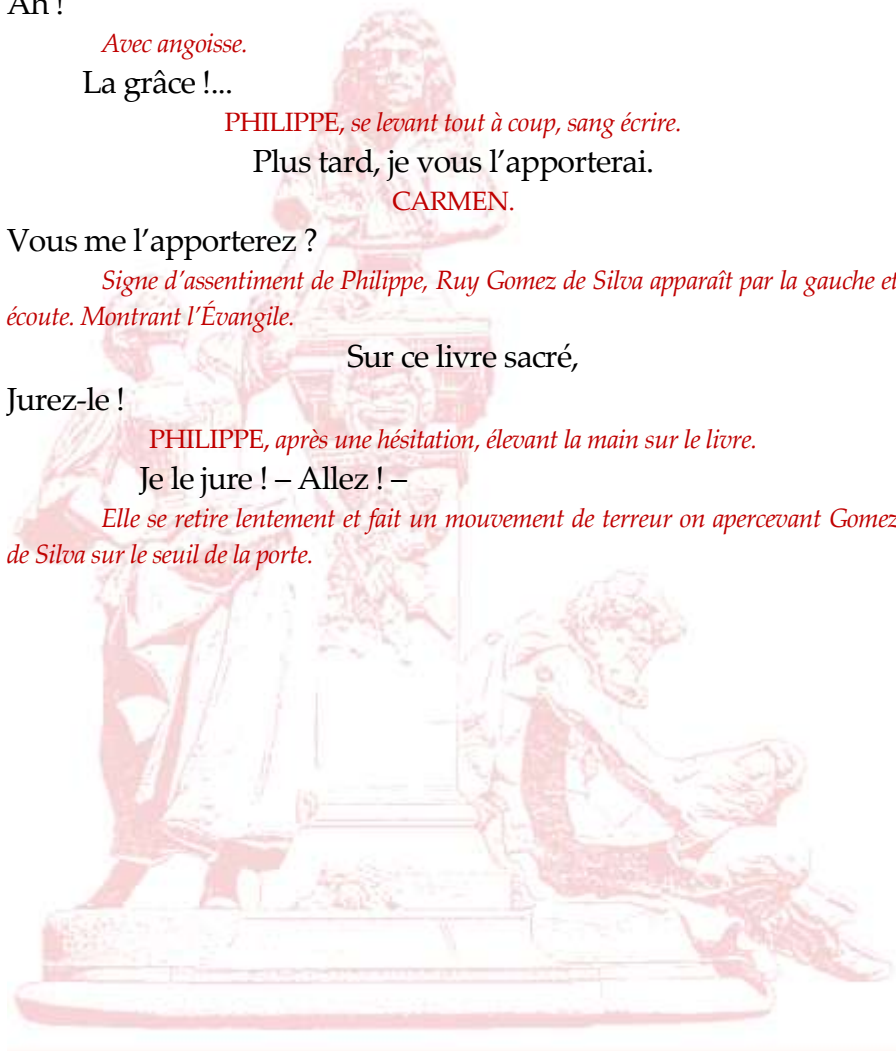 Ah !
Avec angoisse.
La grâce !...
PHILIPPE, se levant tout à coup, sang écrire.
Plus tard, je vous l’apporterai.
CARMEN.
Vous me l’apporterez ?
Signe d’assentiment de Philippe, Ruy Gomez de Silva apparaît par la gauche et
écoute. Montrant l’Évangile.
Sur ce livre sacré,
Jurez-le !
PHILIPPE, après une hésitation, élevant la main sur le livre.
Je le jure ! – Allez ! –
Elle se retire lentement et fait un mouvement de terreur on apercevant Gomez
de Silva sur le seuil de la porte.